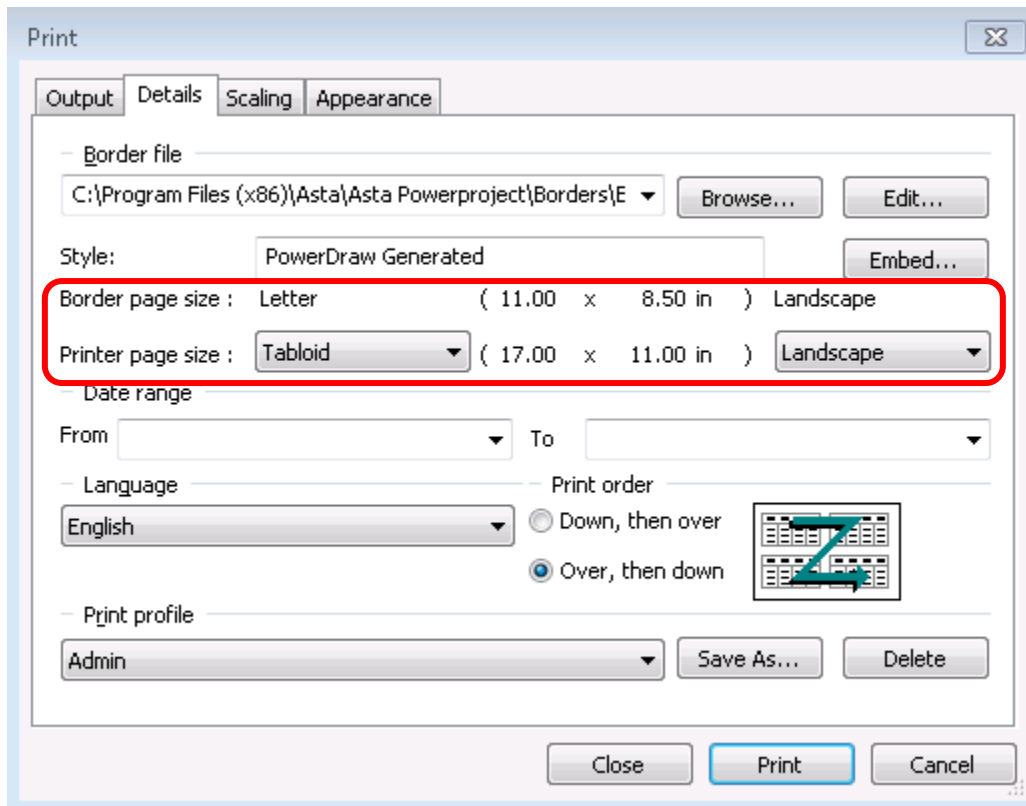 Print
Output Details Scaling Appearance
Border file
C:\Program Files (x86)\Asta\Asta Powerproject\Borders\E Browse... Edit...
Style: PowerDraw Generated Embed...
Border page size : Letter ( 11.00 x 8.50 in ) Landscape
Printer page size : Tabloid ( 17.00 x 11.00 in ) Landscape
Date range
From To
Language Print order
English Down, then over
Over, then down
Print profile
Admin Save As... Delete
Close Print Cancel